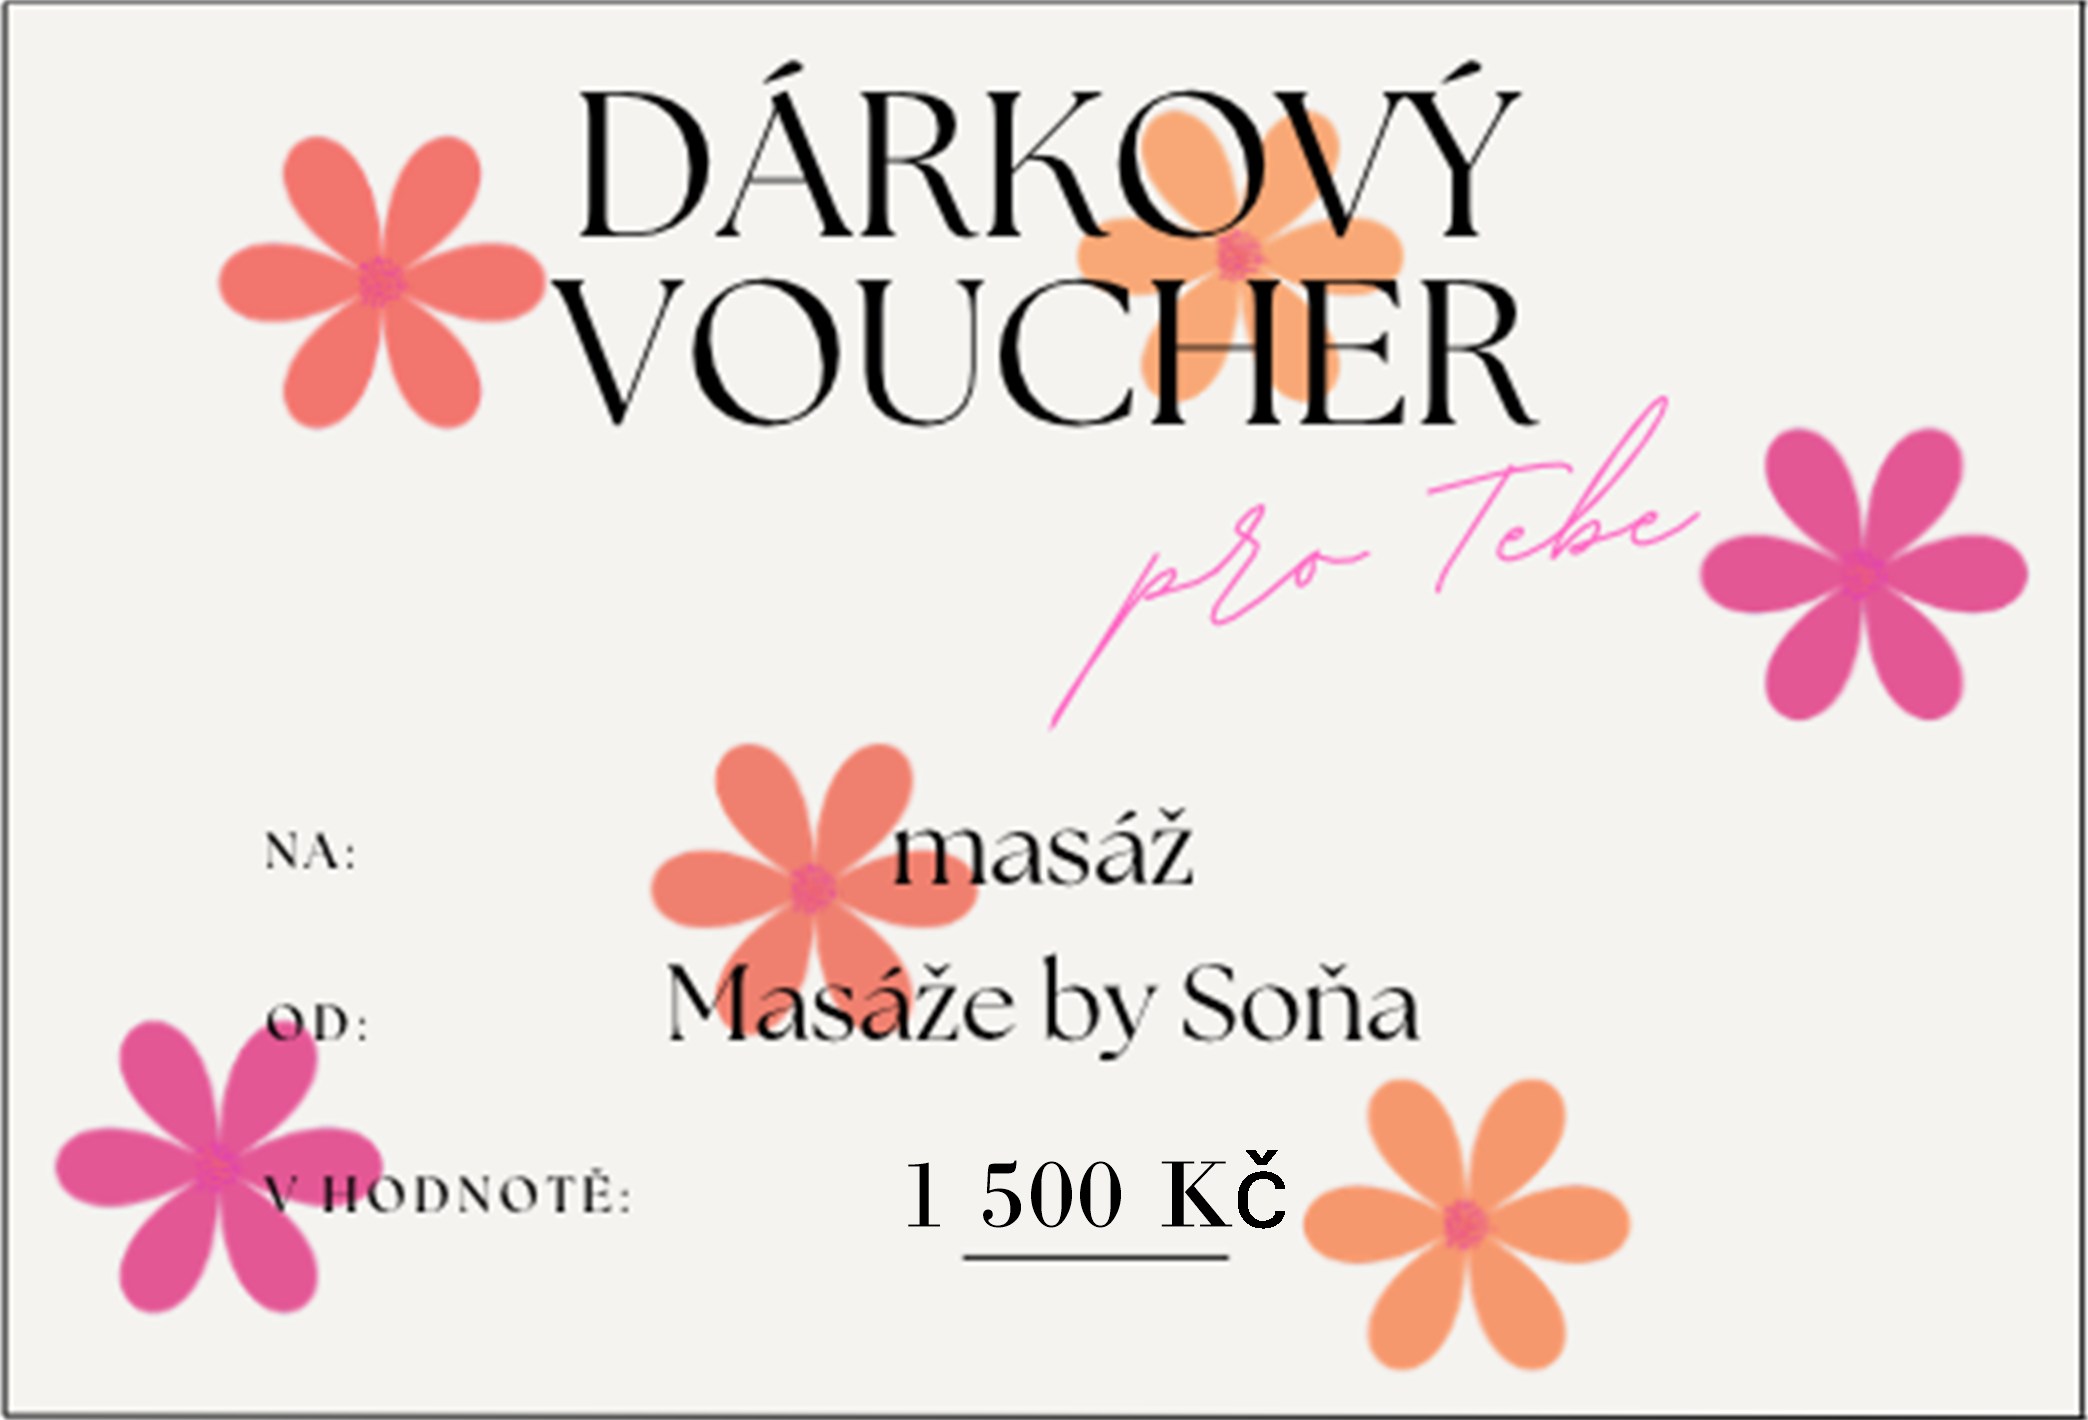 DÁRKOVÝ
VOUCHER
pro Tebe
NA: masáž
OD: Masáže by Soňa
V HODNOTĚ: 1 500 Kč